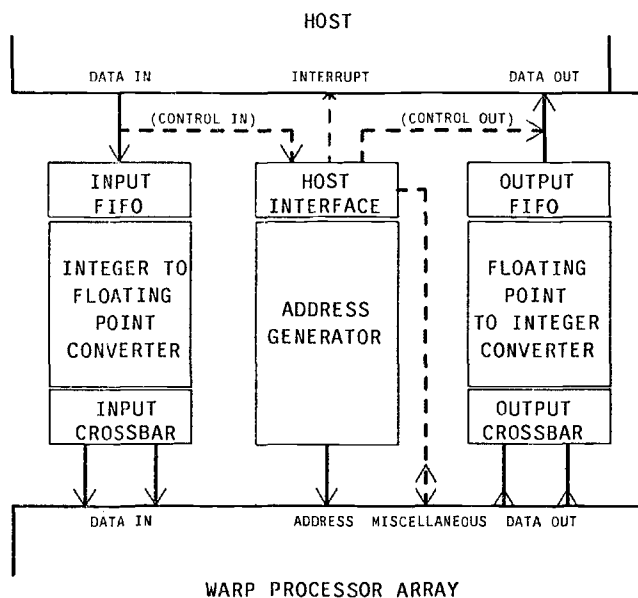 HOST
DATA IN INTERRUPT DATA OUT
(CONTROL IN) (CONTROL OUT)
INPUT
FIFO
HOST
INTERFACE
OUTPUT
FIFO
INTEGER TO
FLOATING
POINT
CONVERTER
ADDRESS
GENERATOR
FLOATING
POINT
TO INTEGER
CONVERTER
INPUT
CROSSBAR
OUTPUT
CROSSBAR
DATA IN ADDRESS MISCELLANEOUS DATA OUT
WARP PROCESSOR ARRAY